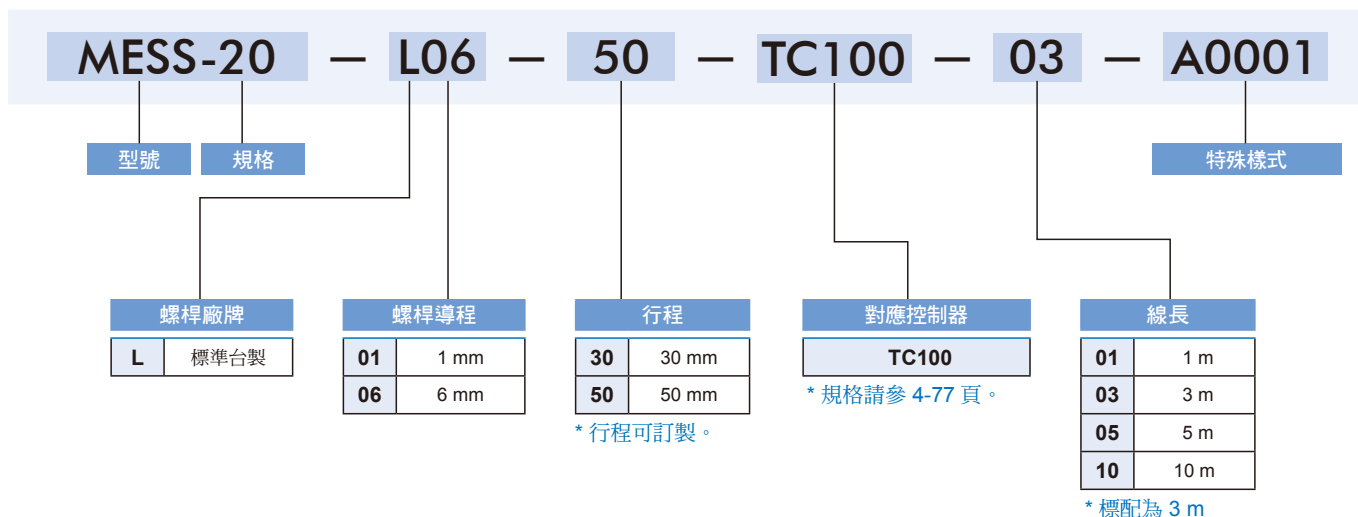 MESS-20 — L06 — 50 — TC100 — 03 — A0001
型號 規格 特殊樣式
螺桿廠牌
L 標準台製
螺桿導程
01 1 mm
06 6 mm
行程
30 30 mm
50 50 mm
* 行程可訂製。
對應控制器
TC100
* 規格請參 4-77 頁。
線長
01 1 m
03 3 m
05 5 m
10 10 m
* 標配為 3 m